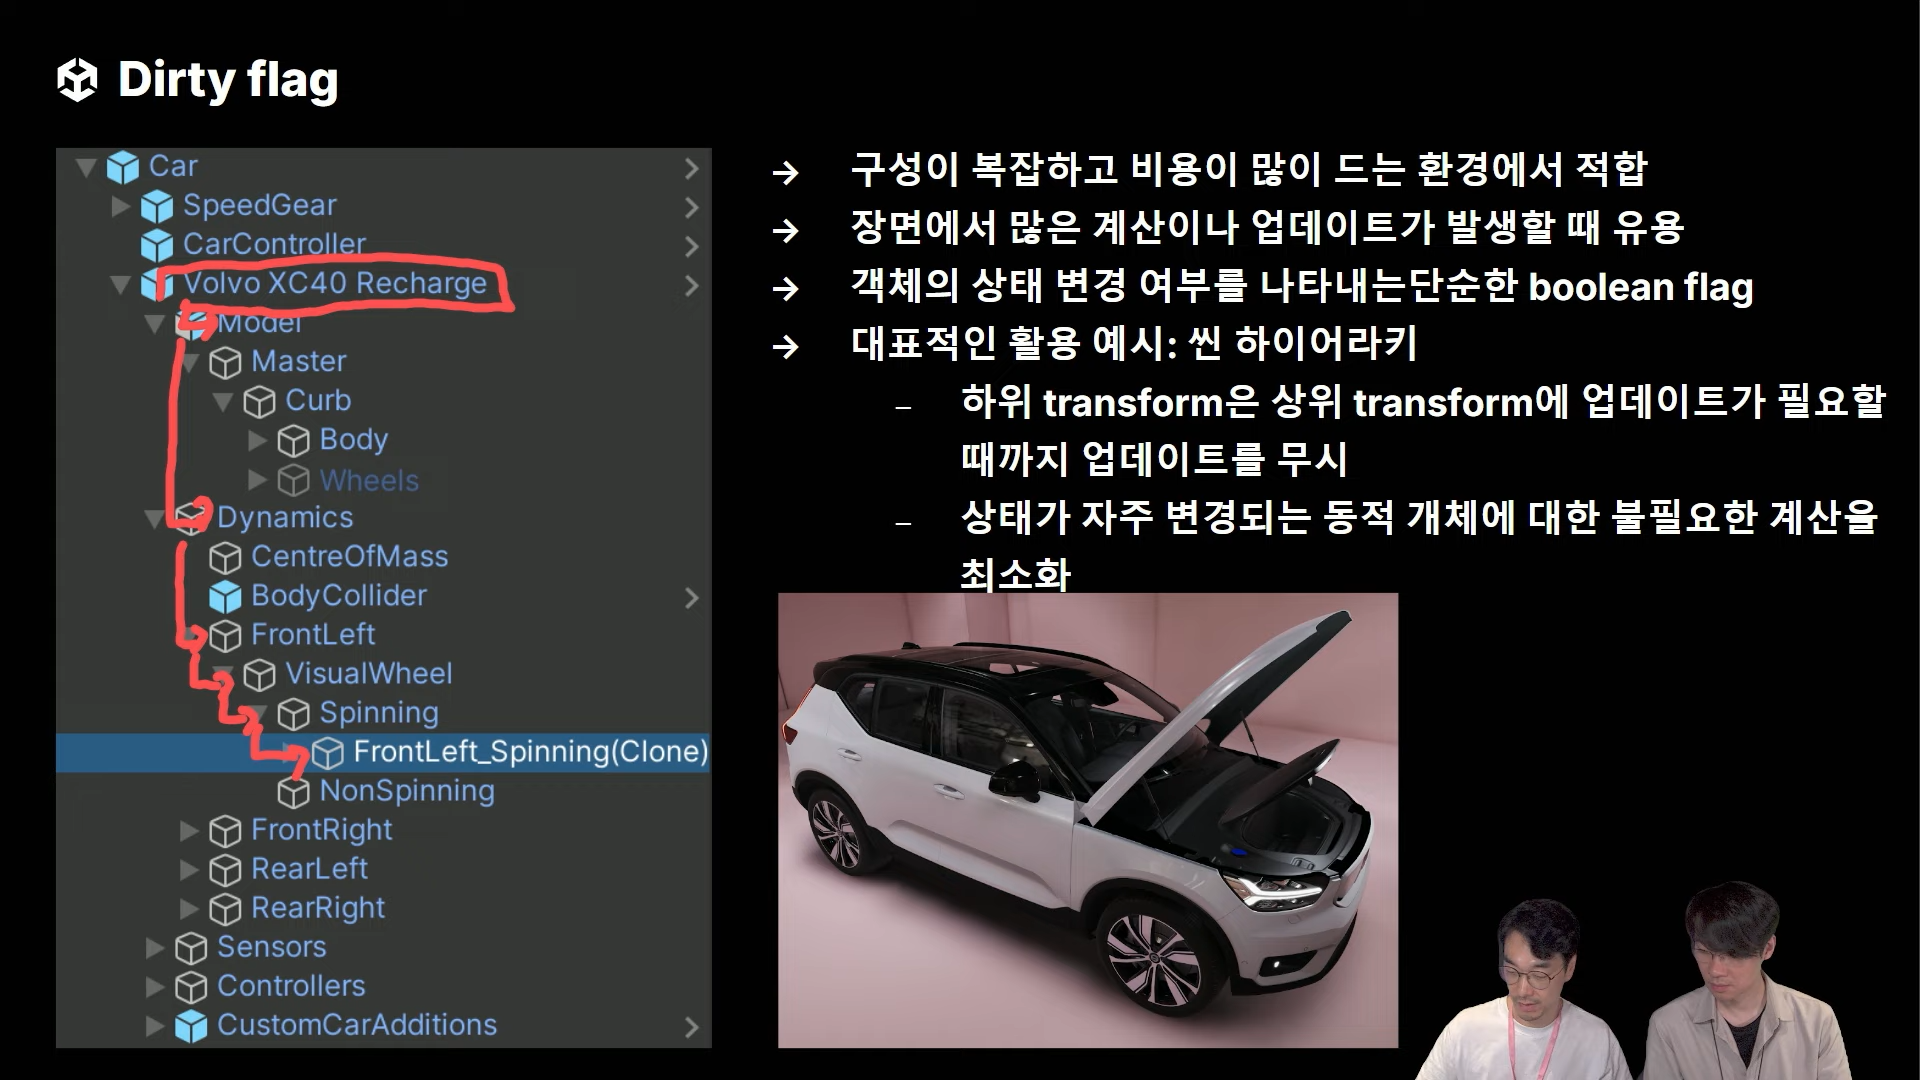 Dirty flag
Car
SpeedGear
CarController
Volvo XC40 Recharge
Model
Master
Curb
Body
Wheels
Dynamics
CentreOfMass
BodyCollider
FrontLeft
VisualWheel
Spinning
FrontLeft_Spinning(Clone)
NonSpinning
FrontRight
RearLeft
RearRight
Sensors
Controllers
CustomCarAdditions
→ 구성이 복잡하고 비용이 많이 드는 환경에서 적합
→ 장면에서 많은 계산이나 업데이트가 발생할 때 유용
→ 객체의 상태 변경 여부를 나타내는단순한 boolean flag
→ 대표적인 활용 예시: 씬 하이어라키
– 하위 transform은 상위 transform에 업데이트가 필요할
때까지 업데이트를 무시
– 상태가 자주 변경되는 동적 개체에 대한 불필요한 계산을
최소화